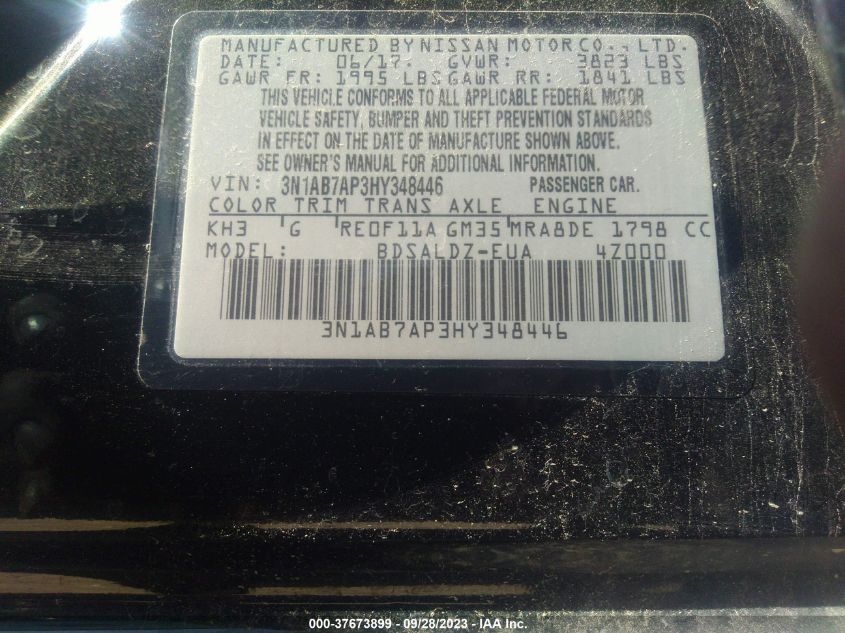 MANUFACTURED BY NISSAN MOTOR CO., LTD.
DATE: 06/17. GVWR: 3823 LBS
GAWR FR: 1995 LBS GAWR RR: 1841 LBS
THIS VEHICLE CONFORMS TO ALL APPLICABLE FEDERAL MOTOR
VEHICLE SAFETY, BUMPER AND THEFT PREVENTION STANDARDS
IN EFFECT ON THE DATE OF MANUFACTURE SHOWN ABOVE.
SEE OWNER'S MANUAL FOR ADDITIONAL INFORMATION.
VIN: 3N1AB7AP3HY348446 PASSENGER CAR.
COLOR TRIM TRANS AXLE ENGINE
KH3 G RE0F11A GM35 MRA8DE 1798 CC
MODEL: BDSALDZ-EUA 4Z000
3N1AB7AP3HY348446
000-37673899 - 09/28/2023 - IAA Inc.